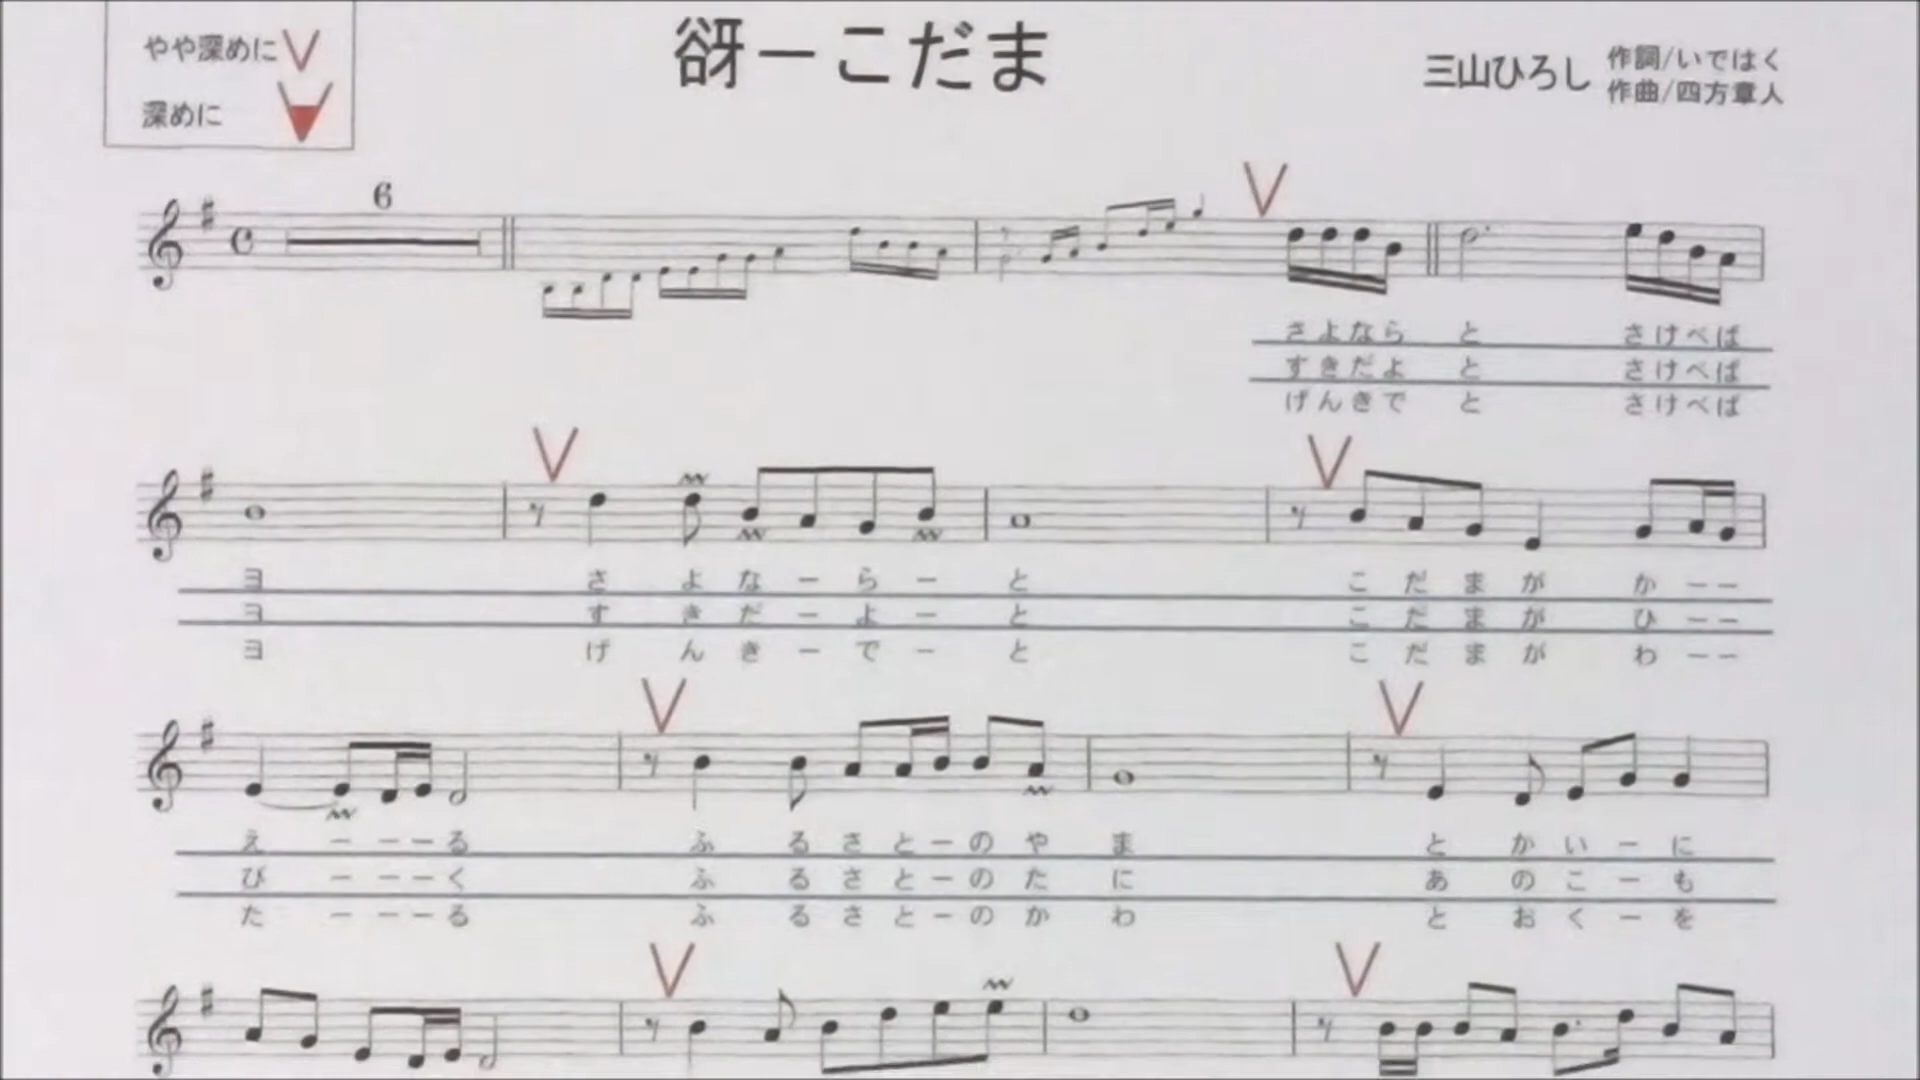 やや深めに
深めに
谺ーこだま
三山ひろし
作詞/いではく
作曲/四方章人
6
さよなら と さけべば
すきだよ と さけべば
げんきで と さけべば
ヨ さ よ な ー ら ー と こ だ ま が か ー ー
ヨ す き だ ー よ ー と こ だ ま が ひ ー ー
ヨ げ ん き ー で ー と こ だ ま が わ ー ー
え ー ー ー る ふ る さ と ー の や ま と か い ー に
び ー ー ー く ふ る さ と ー の た に あ の こ ー も
た ー ー ー る ふ る さ と ー の か わ と お く ー を